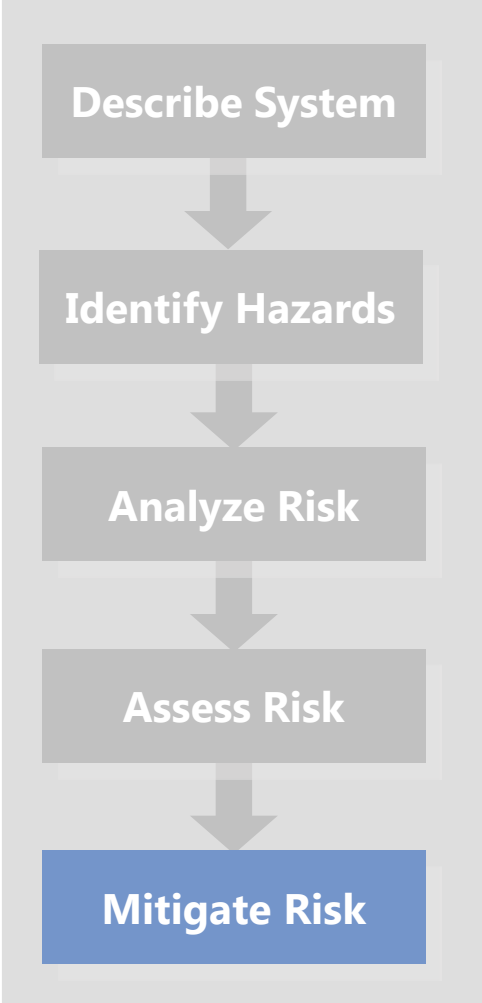 Describe System
Identify Hazards
Analyze Risk
Assess Risk
Mitigate Risk